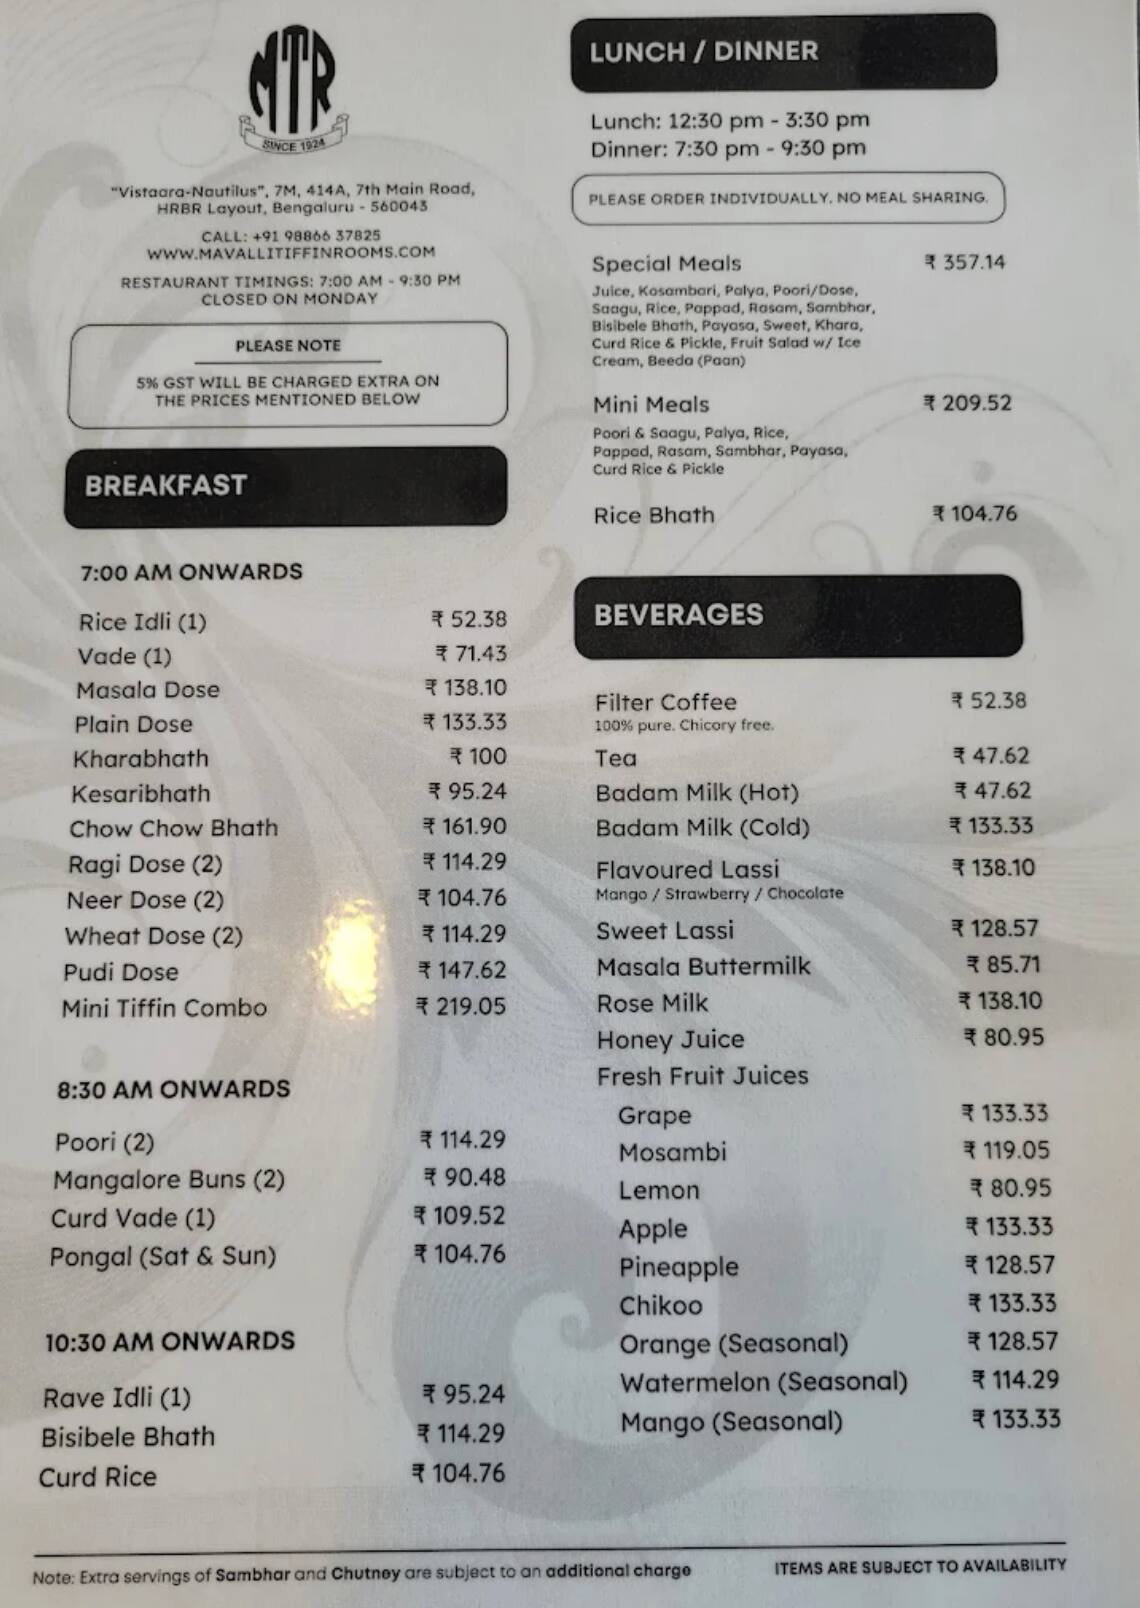 MTR
SINCE 1924
"Vistaara-Nautilus", 7M, 414A, 7th Main Road,
HRBR Layout, Bengaluru - 560043
CALL: +91 98866 37825
WWW.MAVALLITIFFINROOMS.COM
RESTAURANT TIMINGS: 7:00 AM - 9:30 PM
CLOSED ON MONDAY
PLEASE NOTE
5% GST WILL BE CHARGED EXTRA ON
THE PRICES MENTIONED BELOW
BREAKFAST
7:00 AM ONWARDS
Rice Idli (1) ₹ 52.38
Vade (1) ₹ 71.43
Masala Dose ₹ 138.10
Plain Dose ₹ 133.33
Kharabhath ₹ 100
Kesaribhath ₹ 95.24
Chow Chow Bhath ₹ 161.90
Ragi Dose (2) ₹ 114.29
Neer Dose (2) ₹ 104.76
Wheat Dose (2) ₹ 114.29
Pudi Dose ₹ 147.62
Mini Tiffin Combo ₹ 219.05
8:30 AM ONWARDS
Poori (2) ₹ 114.29
Mangalore Buns (2) ₹ 90.48
Curd Vade (1) ₹ 109.52
Pongal (Sat & Sun) ₹ 104.76
10:30 AM ONWARDS
Rave Idli (1) ₹ 95.24
Bisibele Bhath ₹ 114.29
Curd Rice ₹ 104.76
LUNCH / DINNER
Lunch: 12:30 pm - 3:30 pm
Dinner: 7:30 pm - 9:30 pm
PLEASE ORDER INDIVIDUALLY. NO MEAL SHARING.
Special Meals ₹ 357.14
Juice, Kosambari, Palya, Poori/Dose,
Saagu, Rice, Pappad, Rasam, Sambhar,
Bisibele Bhath, Payasa, Sweet, Khara,
Curd Rice & Pickle, Fruit Salad w/ Ice
Cream, Beeda (Paan)
Mini Meals ₹ 209.52
Poori & Saagu, Palya, Rice,
Pappad, Rasam, Sambhar, Payasa,
Curd Rice & Pickle
Rice Bhath ₹ 104.76
BEVERAGES
Filter Coffee ₹ 52.38
100% pure. Chicory free.
Tea ₹ 47.62
Badam Milk (Hot) ₹ 47.62
Badam Milk (Cold) ₹ 133.33
Flavoured Lassi ₹ 138.10
Mango / Strawberry / Chocolate
Sweet Lassi ₹ 128.57
Masala Buttermilk ₹ 85.71
Rose Milk ₹ 138.10
Honey Juice ₹ 80.95
Fresh Fruit Juices
Grape ₹ 133.33
Mosambi ₹ 119.05
Lemon ₹ 80.95
Apple ₹ 133.33
Pineapple ₹ 128.57
Chikoo ₹ 133.33
Orange (Seasonal) ₹ 128.57
Watermelon (Seasonal) ₹ 114.29
Mango (Seasonal) ₹ 133.33
Note: Extra servings of Sambhar and Chutney are subject to an additional charge
ITEMS ARE SUBJECT TO AVAILABILITY